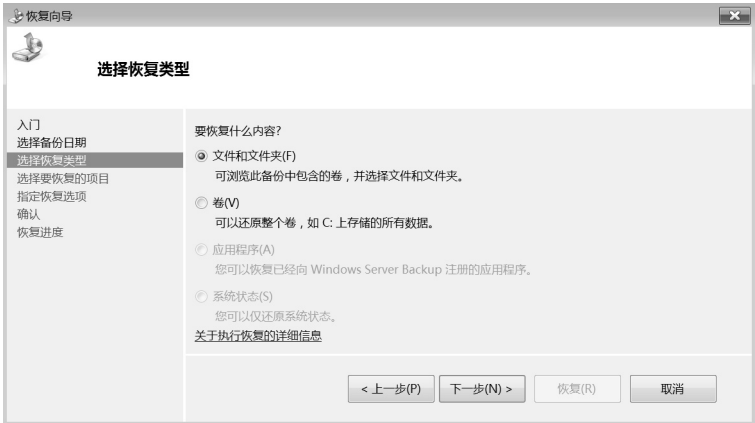 恢复向导
选择恢复类型
入门
选择备份日期
选择恢复类型
选择要恢复的项目
指定恢复选项
确认
恢复进度
要恢复什么内容?
文件和文件夹(F)
可浏览此备份中包含的卷，并选择文件和文件夹。
卷(V)
可以还原整个卷，如 C: 上存储的所有数据。
应用程序(A)
您可以恢复已经向 Windows Server Backup 注册的应用程序。
系统状态(S)
您可以仅还原系统状态。
关于执行恢复的详细信息
< 上一步(P) 下一步(N) > 恢复(R) 取消